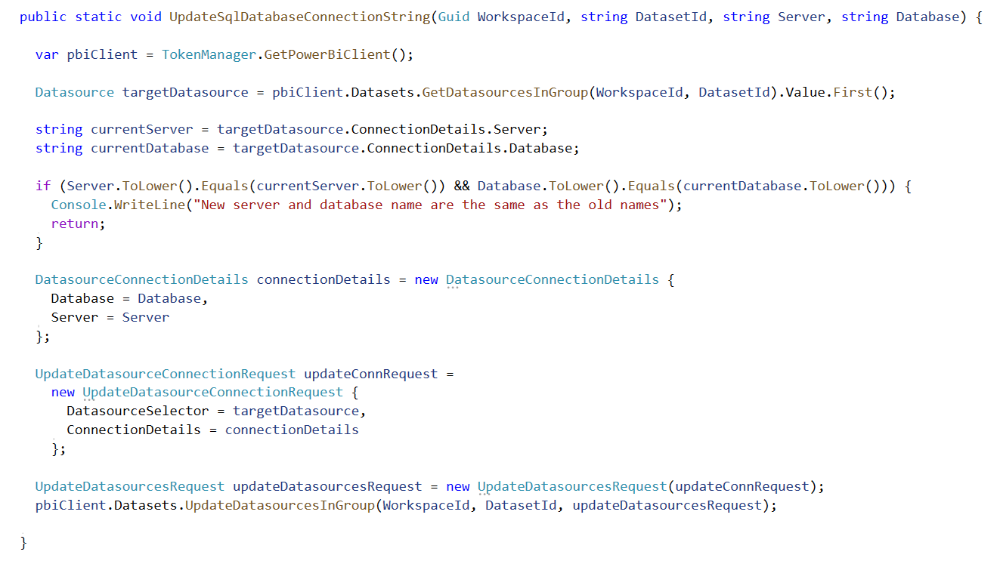 public static void UpdateSqlDatabaseConnectionString(Guid WorkspaceId, string DatasetId, string Server, string Database) {
var pbiClient = TokenManager.GetPowerBiClient();
Datasource targetDatasource = pbiClient.Datasets.GetDatasourcesInGroup(WorkspaceId, DatasetId).Value.First();
string currentServer = targetDatasource.ConnectionDetails.Server;
string currentDatabase = targetDatasource.ConnectionDetails.Database;
if (Server.ToLower().Equals(currentServer.ToLower()) && Database.ToLower().Equals(currentDatabase.ToLower())) {
Console.WriteLine("New server and database name are the same as the old names");
return;
}
DatasourceConnectionDetails connectionDetails = new DatasourceConnectionDetails {
Database = Database,
Server = Server
};
UpdateDatasourceConnectionRequest updateConnRequest =
new UpdateDatasourceConnectionRequest {
DatasourceSelector = targetDatasource,
ConnectionDetails = connectionDetails
};
UpdateDatasourcesRequest updateDatasourcesRequest = new UpdateDatasourcesRequest(updateConnRequest);
pbiClient.Datasets.UpdateDatasourcesInGroup(WorkspaceId, DatasetId, updateDatasourcesRequest);
}